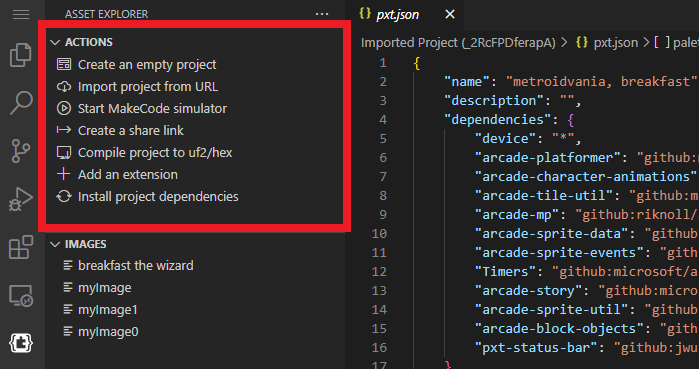 ASSET EXPLORER
ACTIONS
Create an empty project
Import project from URL
Start MakeCode simulator
Create a share link
Compile project to uf2/hex
Add an extension
Install project dependencies
IMAGES
breakfast the wizard
myImage
myImage1
myImage0
pxt.json
Imported Project (_2RcFPDferapA) > {} pxt.json > [ ] pale
1 {
2 "name": "metroidvania, breakfast"
3 "description": "",
4 "dependencies": {
5 "device": "*",
6 "arcade-platformer": "github:
7 "arcade-character-animations"
8 "arcade-tile-util": "github:m
9 "arcade-mp": "github:riknoll/
10 "arcade-sprite-data": "github
11 "arcade-sprite-events": "gith
12 "Timers": "github:microsoft/a
13 "arcade-story": "github:micro
14 "arcade-sprite-util": "github
15 "arcade-block-objects": "gith
16 "pxt-status-bar": "github:jwu
17 }